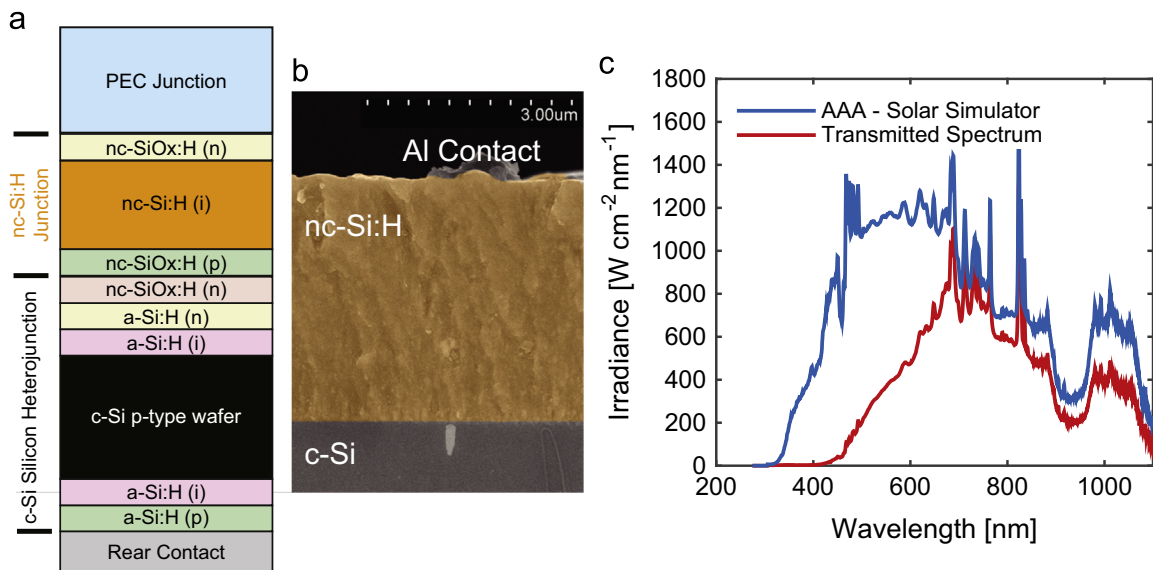 a
PEC Junction
nc-SiOx:H (n)
nc-Si:H (i)
nc-SiOx:H (p)
nc-SiOx:H (n)
a-Si:H (n)
a-Si:H (i)
c-Si p-type wafer
a-Si:H (i)
a-Si:H (p)
Rear Contact
nc-Si:H
Junction
c-Si Silicon Heterojunction
b
3.00um
Al Contact
nc-Si:H
c-Si
c
1800
1600
1400
1200
1000
800
600
400
200
0
Irradiance [W cm-2 nm-1]
AAA - Solar Simulator
Transmitted Spectrum
200
400
600
800
1000
Wavelength [nm]